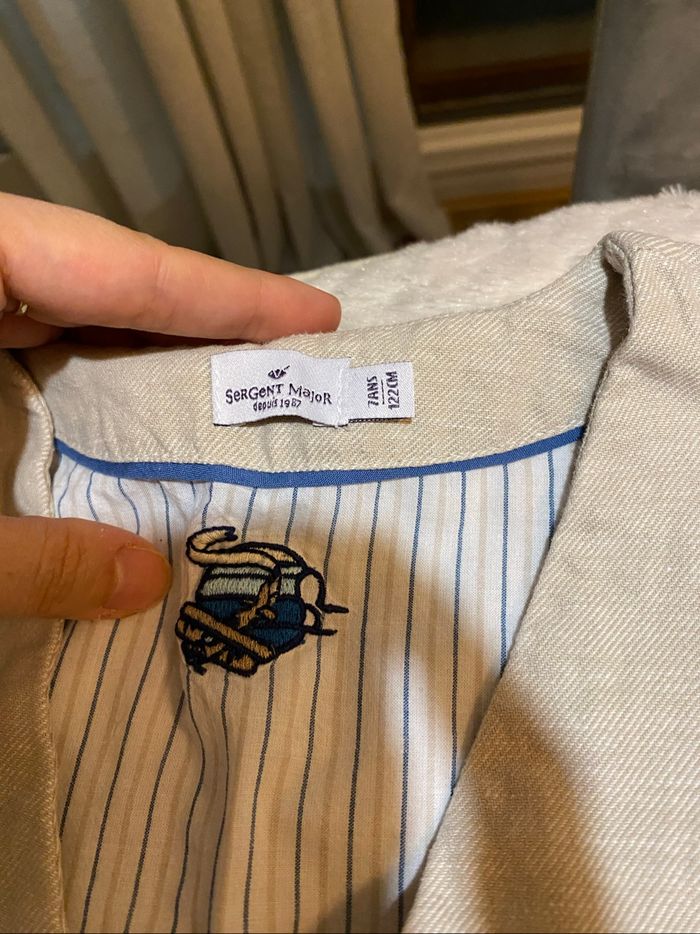 SerGenT Major
depuis 1987
7ANS
122CM